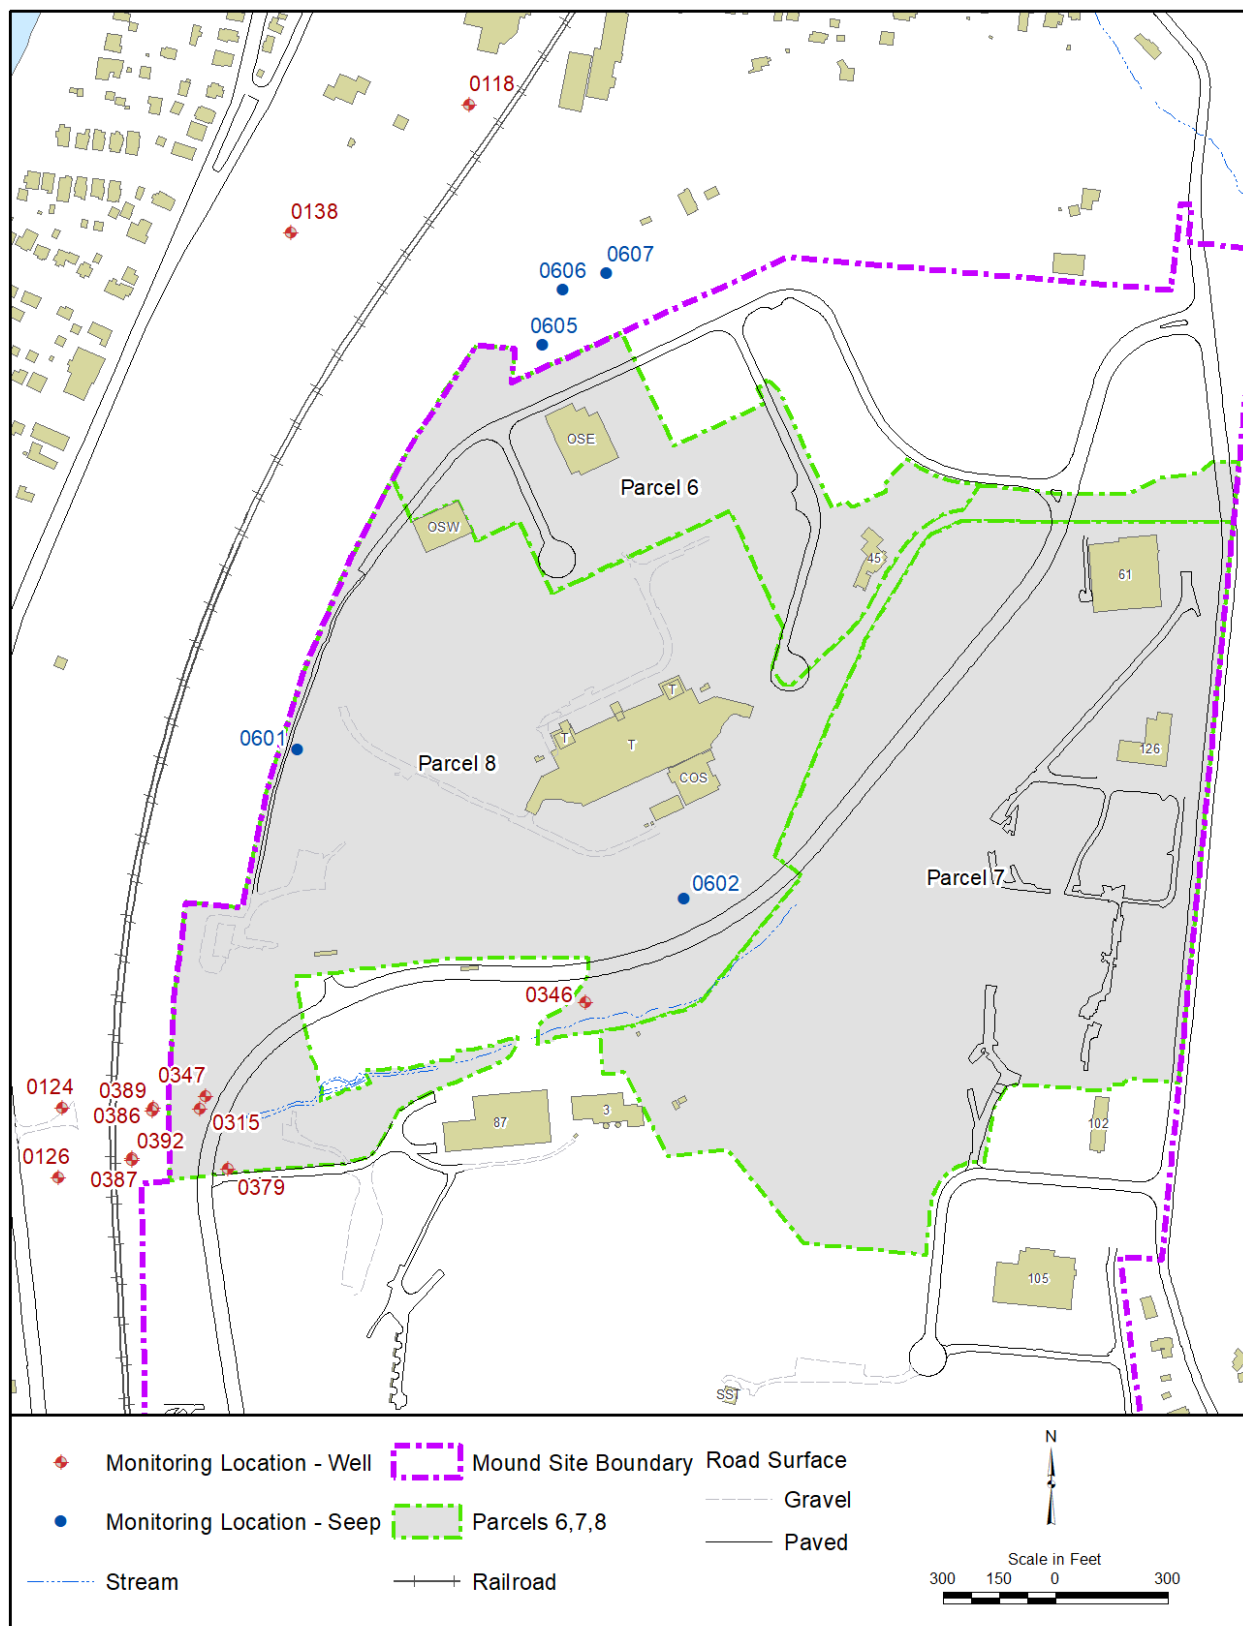 0118
0138
0607
0606
0605
OSE
Parcel 6
OSW
45
61
T
0601
T
T
126
Parcel 8
COS
Parcel 7
0602
0346
0347
0124
0389
0386
0315
87
3
102
0392
0126
0387
0379
105
SST
Monitoring Location - Well
Mound Site Boundary
Road Surface
N
Gravel
Monitoring Location - Seep
Parcels 6,7,8
Paved
Scale in Feet
Stream
Railroad
300 150 0 300